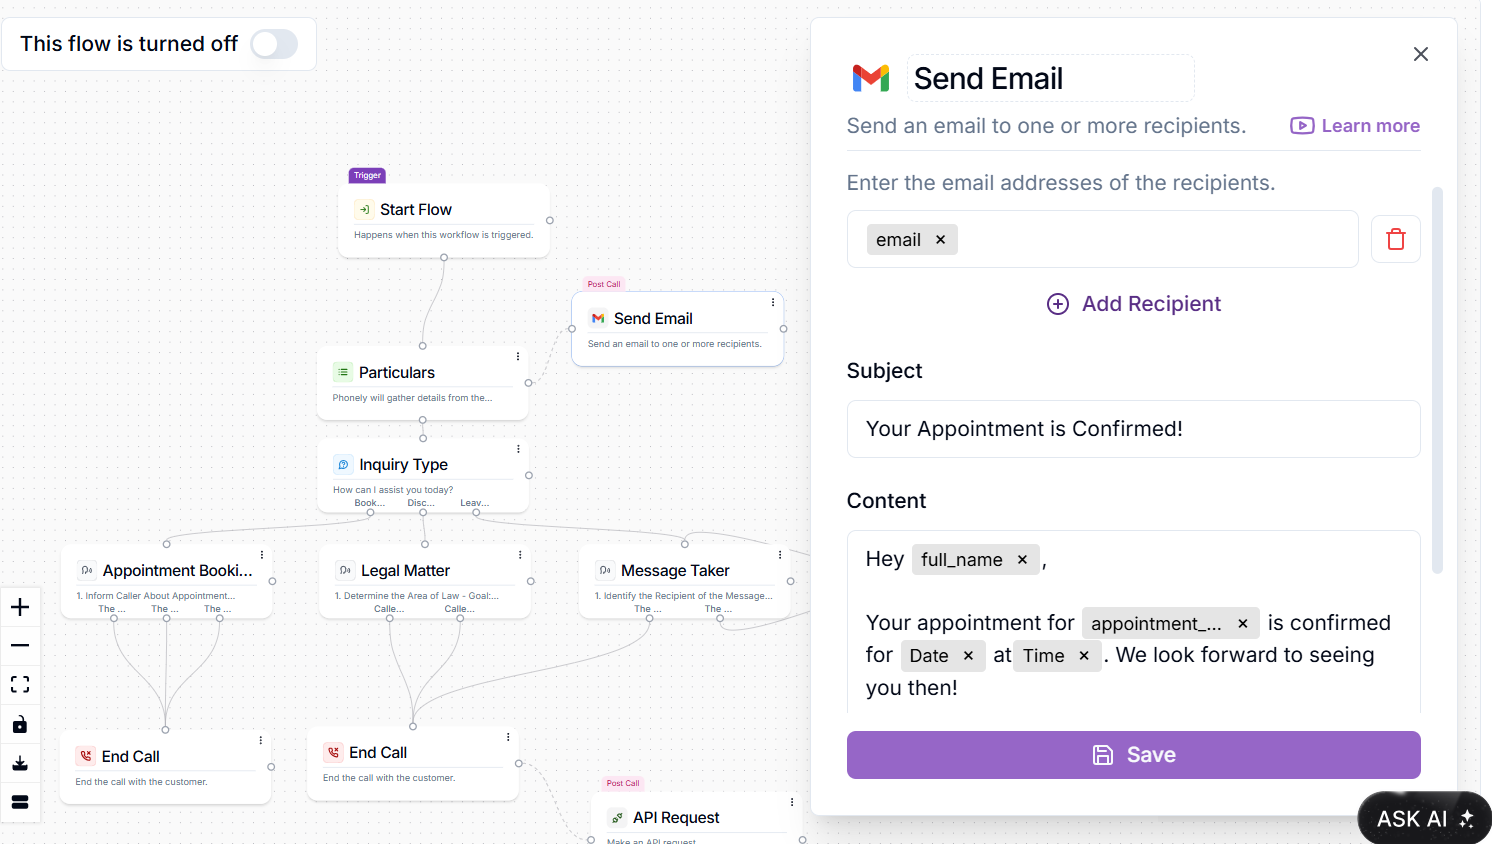 This flow is turned off
Trigger
Start Flow
Happens when this workflow is triggered.
Post Call
Send Email
Send an email to one or more recipients.
Particulars
Phonely will gather details from the...
Inquiry Type
How can I assist you today?
Book... Disc... Leav...
Appointment Booki...
1. Inform Caller About Appointment...
The ... The ... The ...
Legal Matter
1. Determine the Area of Law - Goal:...
Calle... Calle...
Message Taker
1. Identify the Recipient of the Message...
The ... The ...
End Call
End the call with the customer.
End Call
End the call with the customer.
Post Call
API Request
Make an API request
Send Email
Send an email to one or more recipients.
Learn more
Enter the email addresses of the recipients.
email ×
Add Recipient
Subject
Your Appointment is Confirmed!
Content
Hey full_name × ,
Your appointment for appointment_... × is confirmed
for Date × at Time × . We look forward to seeing
you then!
Save
ASK AI